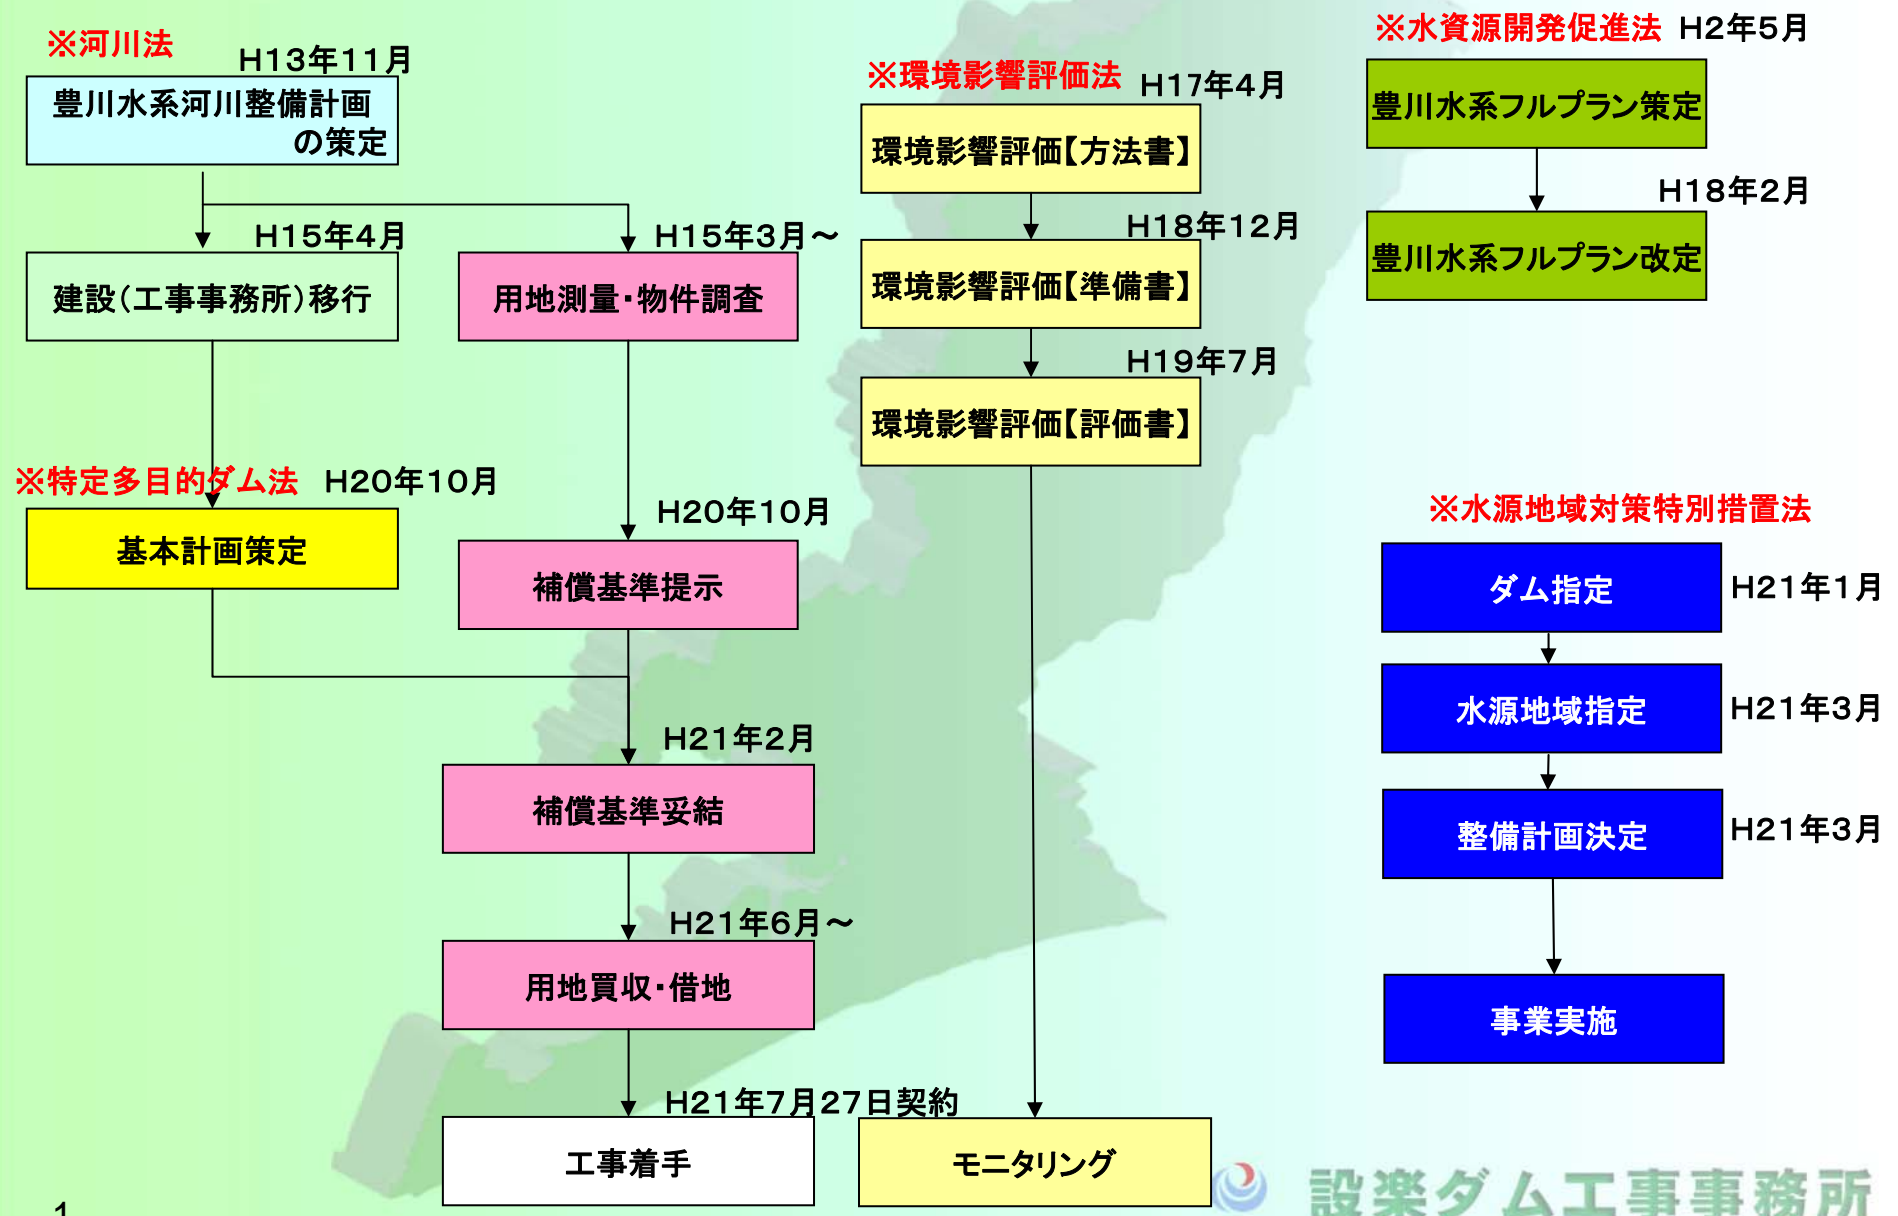 ※河川法
H13年11月
豊川水系河川整備計画
の策定
H15年4月
建設(工事事務所)移行
H15年3月～
用地測量・物件調査
※特定多目的ダム法
H20年10月
基本計画策定
H20年10月
補償基準提示
H21年2月
補償基準妥結
H21年6月～
用地買収・借地
H21年7月27日契約
工事着手
※環境影響評価法
H17年4月
環境影響評価【方法書】
H18年12月
環境影響評価【準備書】
H19年7月
環境影響評価【評価書】
モニタリング
※水資源開発促進法
H2年5月
豊川水系フルプラン策定
H18年2月
豊川水系フルプラン改定
※水源地域対策特別措置法
ダム指定
H21年1月
水源地域指定
H21年3月
整備計画決定
H21年3月
事業実施
設楽ダム工事事務所
1